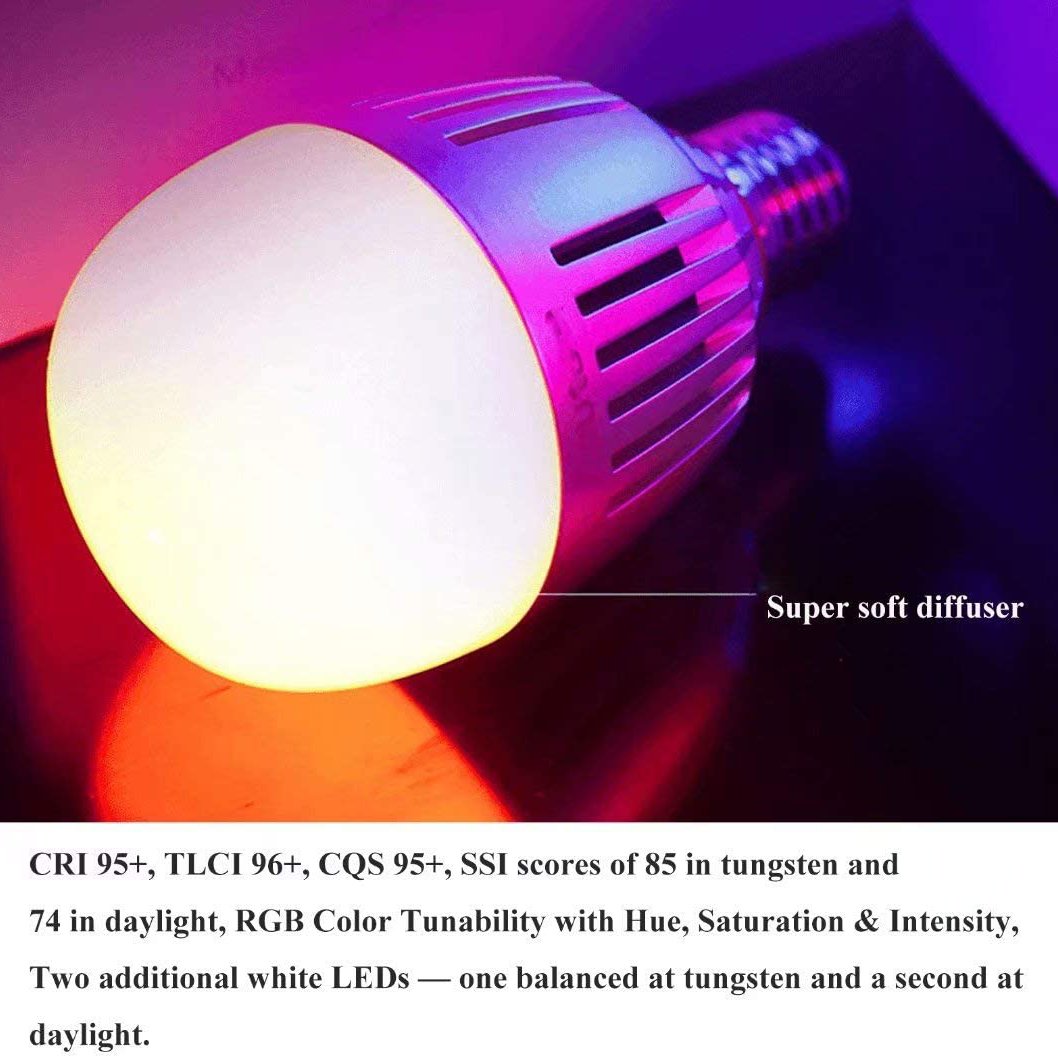 Super soft diffuser
CRI 95+, TLCI 96+, CQS 95+, SSI scores of 85 in tungsten and
74 in daylight, RGB Color Tunability with Hue, Saturation & Intensity,
Two additional white LEDs — one balanced at tungsten and a second at
daylight.